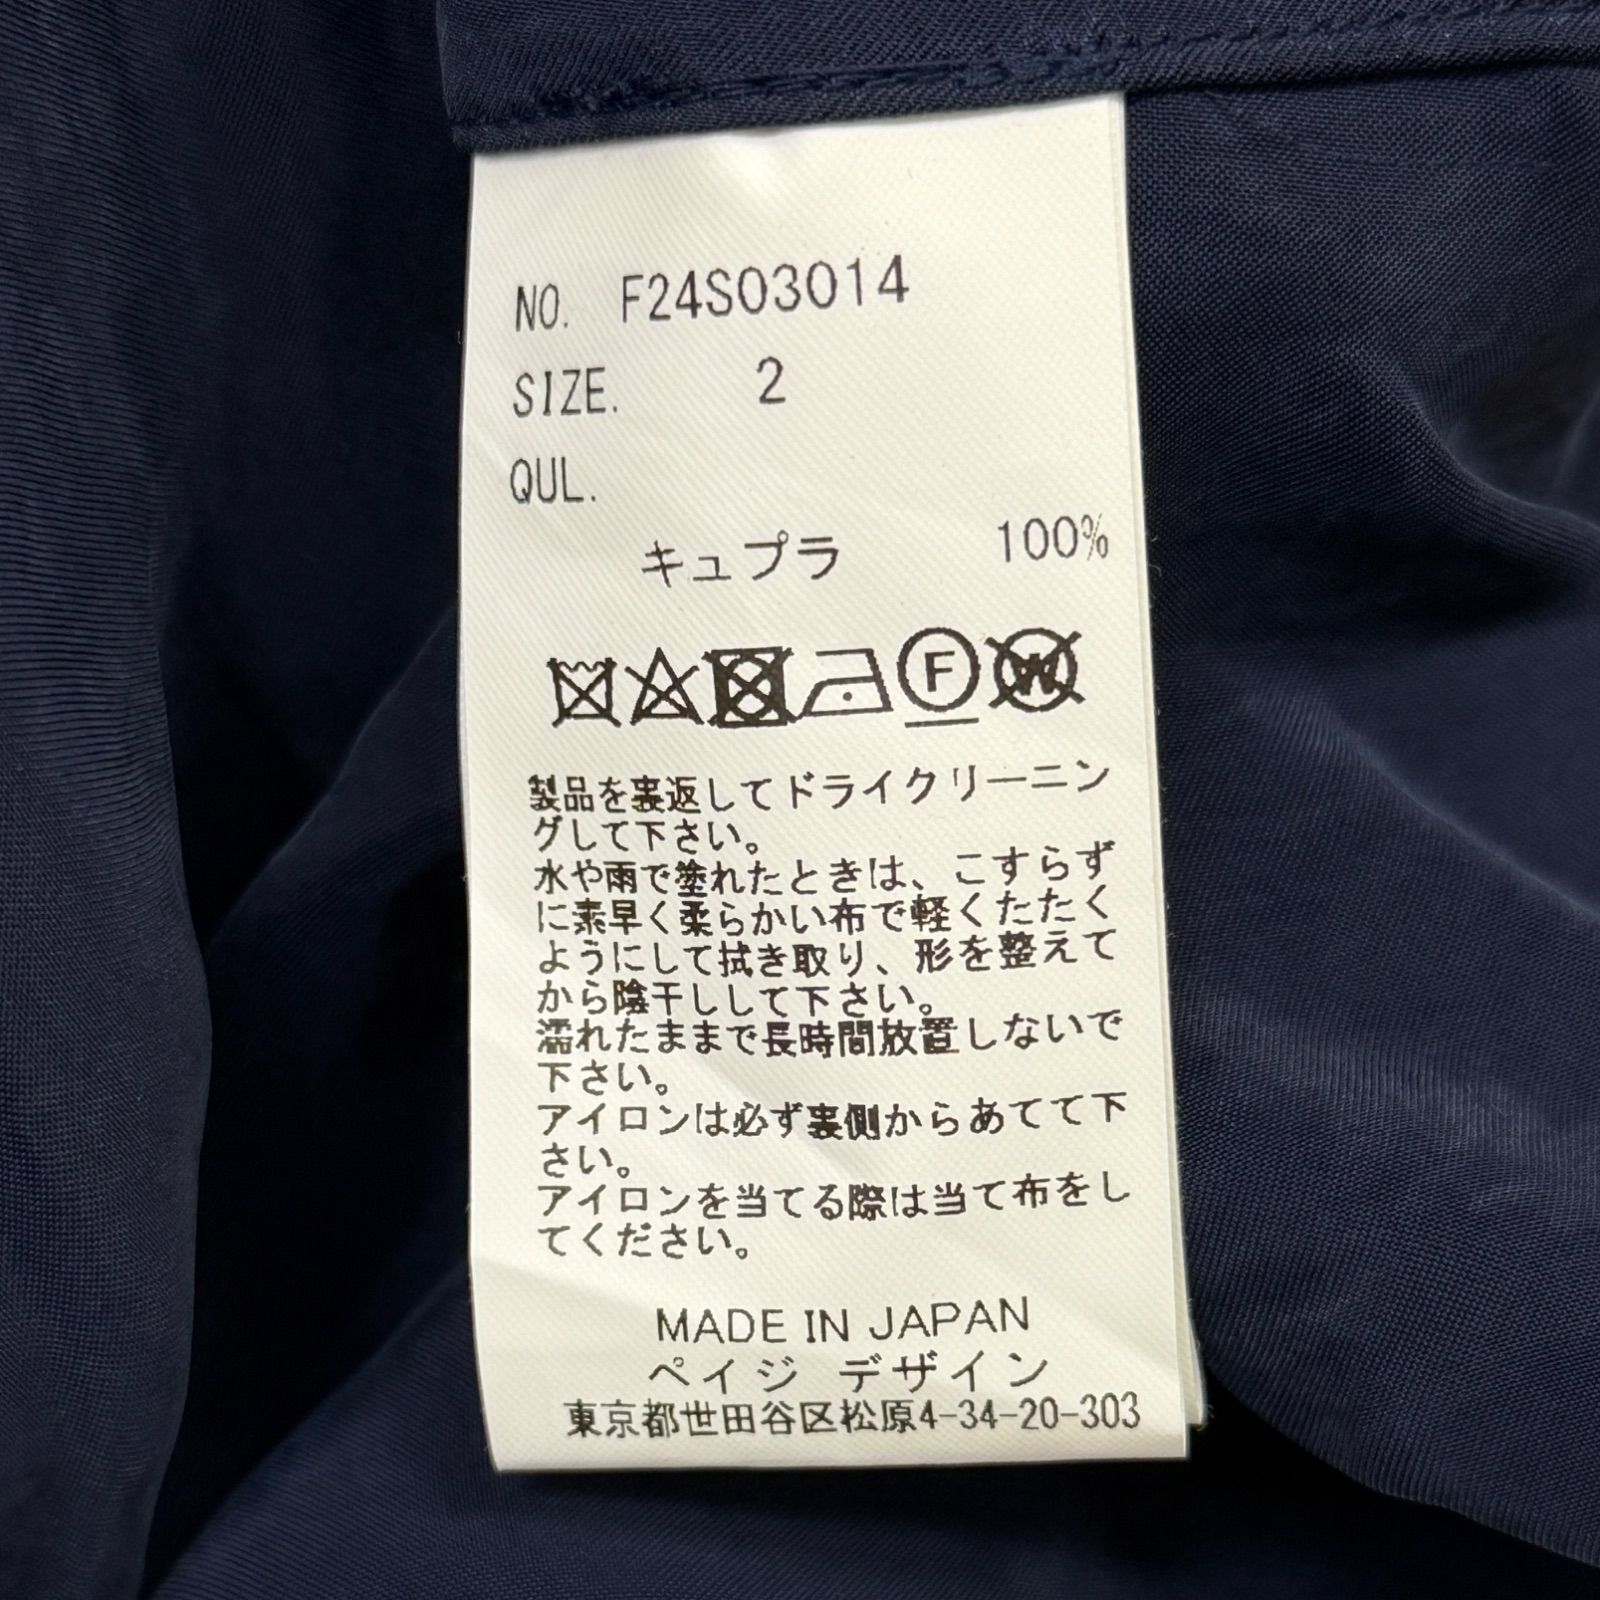 NO. F24S03014
SIZE. 2
QUL.
キュプラ 100%
F W
製品を裏返してドライクリーニン
グして下さい。
水や雨で塗れたときは、こすらず
に素早く柔らかい布で軽くたたく
ようにして拭き取り、形を整えて
から陰干しして下さい。
濡れたままで長時間放置しないで
下さい。
アイロンは必ず裏側からあてて下
さい。
アイロンを当てる際は当て布をし
てください。
MADE IN JAPAN
ペイジ デザイン
東京都世田谷区松原4-34-20-303